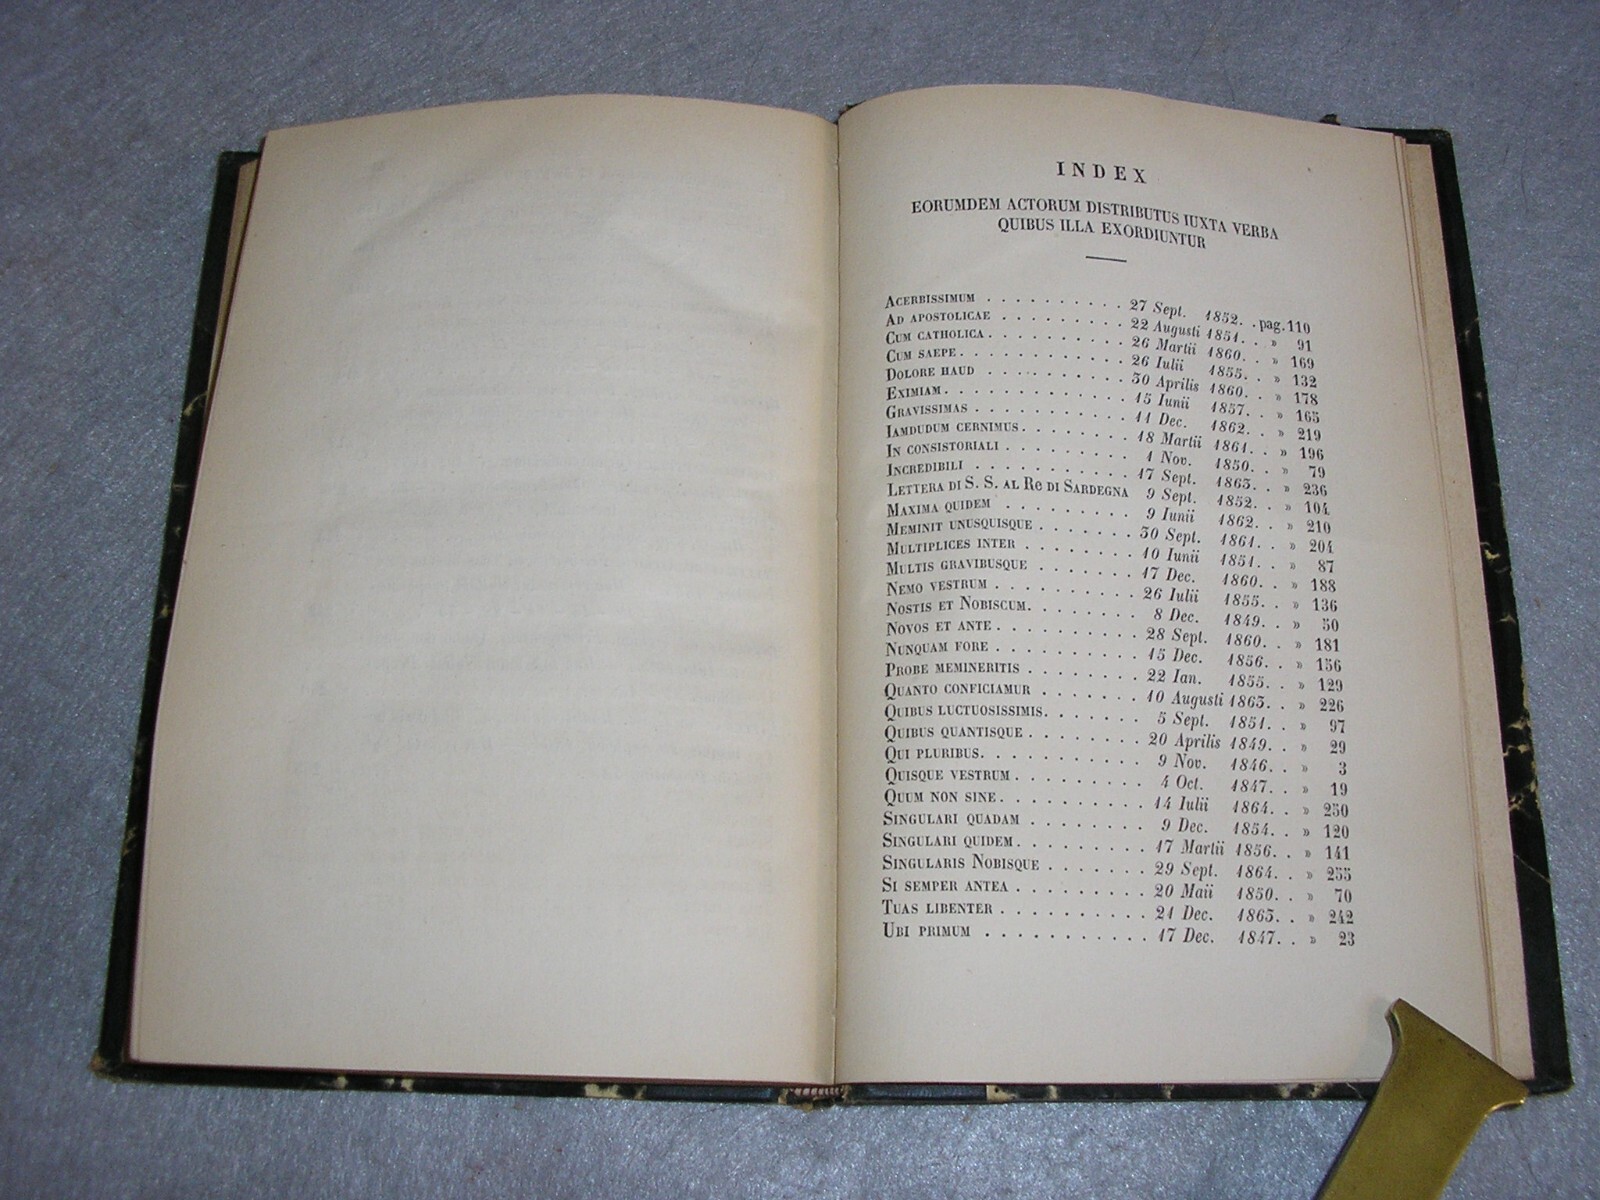 INDEX
EORUMDEM ACTORUM DISTRIBUTUS IUXTA VERBA
QUIBUS ILLA EXORDIUNTUR
ACERBISSIMUM . . . . . . . . . . 27 Sept. 1852. . pag. 110
AD APOSTOLICAE . . . . . . . . . 22 Augusti 1851. . » 91
CUM CATHOLICA . . . . . . . . . 26 Martii 1860. . » 169
CUM SAEPE . . . . . . . . . . . 26 Iulii 1855. . » 132
DOLORE HAUD . . . . . . . . . . 30 Aprilis 1860. . » 178
EXIMIAM . . . . . . . . . . . . 15 Iunii 1857. . » 165
GRAVISSIMAS . . . . . . . . . . 11 Dec. 1862. . » 219
IAMDUDUM CERNIMUS . . . . . . . 18 Martii 1861. . » 196
IN CONSISTORIALI . . . . . . . . 1 Nov. 1850. . » 79
INCREDIBILI . . . . . . . . . . 17 Sept. 1863. . » 236
LETTERA DI S. S. AL RE DI SARDEGNA 9 Sept. 1852. . » 104
MAXIMA QUIDEM . . . . . . . . . 9 Iunii 1862. . » 210
MEMINIT UNUSQUISQUE . . . . . . . 30 Sept. 1861. . » 204
MULTIPLICES INTER . . . . . . . . 10 Iunii 1851. . » 87
MULTIS GRAVIBUSQUE . . . . . . . 17 Dec. 1860. . » 188
NEMO VESTRUM . . . . . . . . . . 26 Iulii 1855. . » 136
NOSTIS ET NOBISCUM . . . . . . . 8 Dec. 1849. . » 50
NOVOS ET ANTE . . . . . . . . . . 28 Sept. 1860. . » 181
NUNQUAM FORE . . . . . . . . . . 15 Dec. 1856. . » 156
PROBE MEMINERITIS . . . . . . . . 22 Ian. 1855. . » 129
QUANTO CONFICIAMUR . . . . . . . 10 Augusti 1863. . » 226
QUIBUS LUCTUOSISSIMIS . . . . . . . 5 Sept. 1851. . » 97
QUIBUS QUANTISQUE . . . . . . . . 20 Aprilis 1849. . » 29
QUI PLURIBUS . . . . . . . . . . . 9 Nov. 1846. . » 3
QUISQUE VESTRUM . . . . . . . . . 4 Oct. 1847. . » 19
QUUM NON SINE . . . . . . . . . . 14 Iulii 1864. . » 250
SINGULARI QUADAM . . . . . . . . 9 Dec. 1854. . » 120
SINGULARI QUIDEM . . . . . . . . . 17 Martii 1856. . » 141
SINGULARIS NOBISQUE . . . . . . . 29 Sept. 1864. . » 255
SI SEMPER ANTEA . . . . . . . . . 20 Maii 1850. . » 70
TUAS LIBENTER . . . . . . . . . . 21 Dec. 1863. . » 242
UBI PRIMUM . . . . . . . . . . . 17 Dec. 1847. . » 23